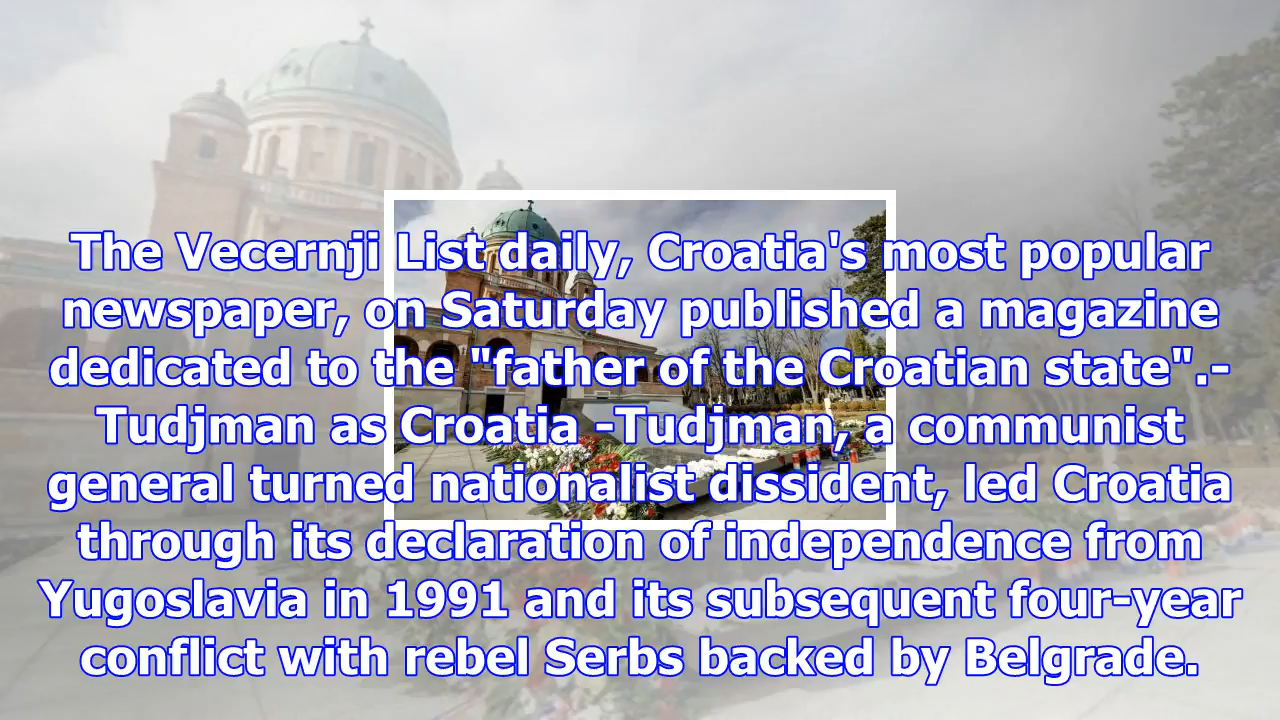 The Vecernji List daily, Croatia's most popular
newspaper, on Saturday published a magazine
dedicated to the "father of the Croatian state".-
Tudjman as Croatia -Tudjman, a communist
general turned nationalist dissident, led Croatia
through its declaration of independence from
Yugoslavia in 1991 and its subsequent four-year
conflict with rebel Serbs backed by Belgrade.